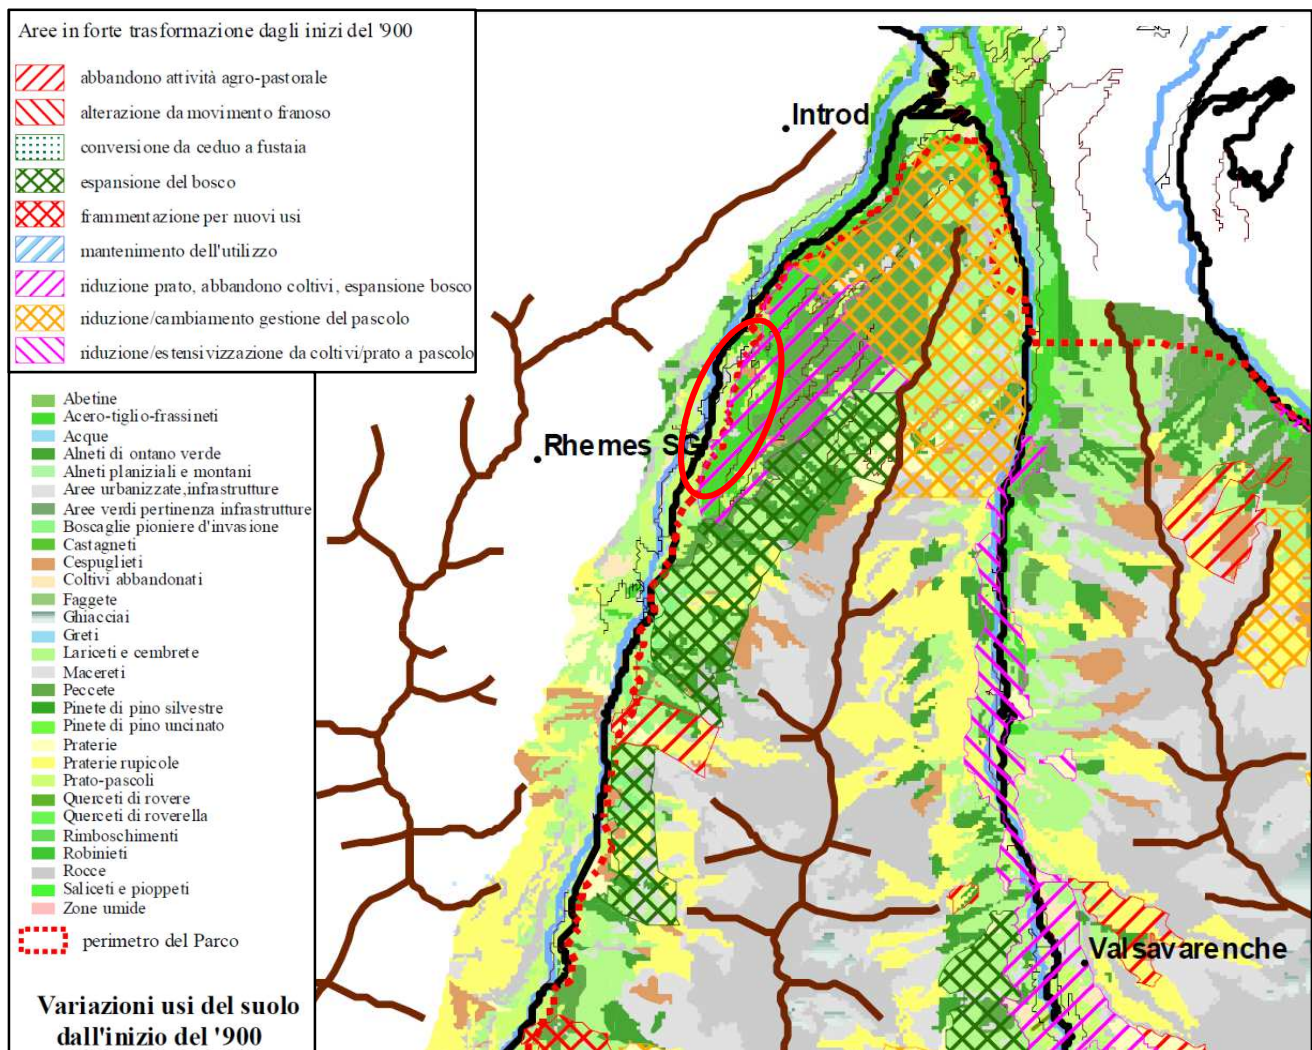 Aree in forte trasformazione dagli inizi del '900
abbandono attività agro-pastorale
alterazione da movimento franoso
conversione da ceduo a fustaia
espansione del bosco
frammentazione per nuovi usi
mantenimento dell'utilizzo
riduzione prato, abbandono coltivi, espansione bosco
riduzione/cambiamento gestione del pascolo
riduzione/estensivizzazione da coltivi/prato a pascolo
Abetine
Acero-tiglio-frassineti
Acque
Alneti di ontano verde
Alneti planiziali e montani
Aree urbanizzate,infrastrutture
Aree verdi pertinenza infrastrutture
Boscaglie pioniere d'invasione
Castagneti
Cespuglieti
Coltivi abbandonati
Faggete
Ghiacciai
Greti
Lariceti e cembrete
Macereti
Peccete
Pinete di pino silvestre
Pinete di pino uncinato
Praterie
Praterie rupicole
Prato-pascoli
Querceti di rovere
Querceti di roverella
Rimboschimenti
Robinieti
Rocce
Saliceti e pioppeti
Zone umide
perimetro del Parco
Variazioni usi del suolo
dall'inizio del '900
Introd
Rhemes SG
Valsavarenche